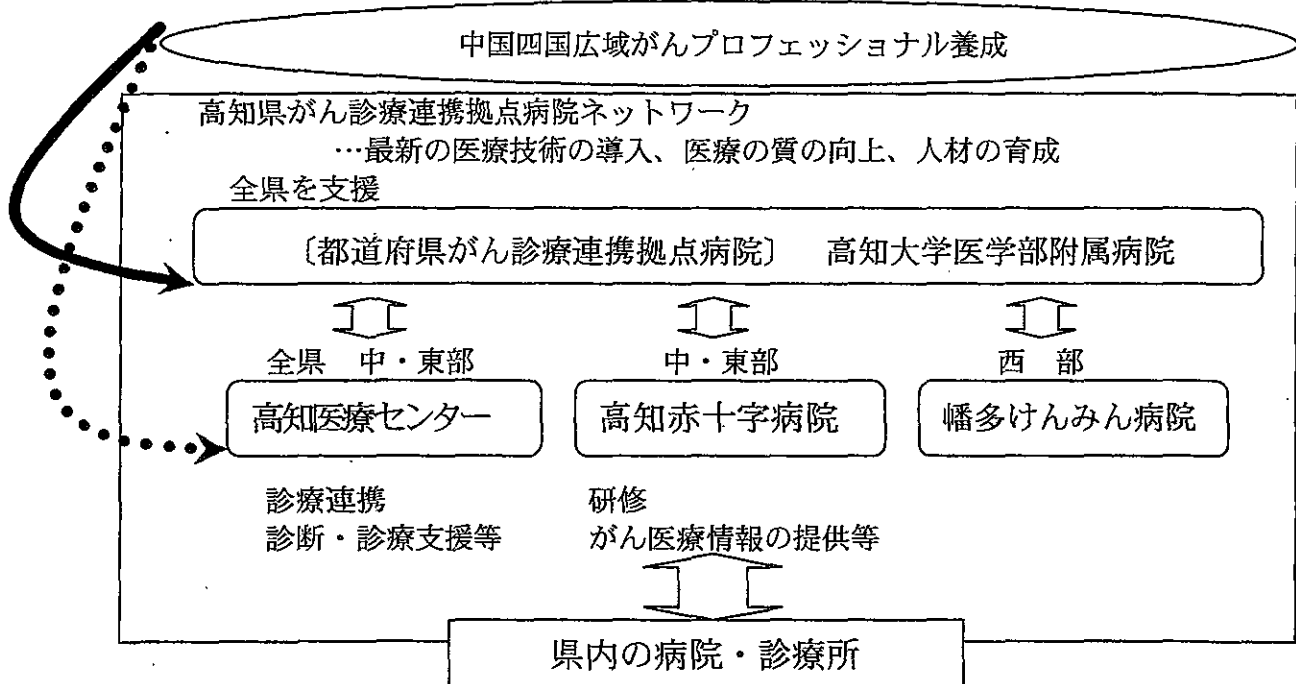 中国四国広域がんプロフェッショナル養成
高知県がん診療連携拠点病院ネットワーク
…最新の医療技術の導入、医療の質の向上、人材の育成
全県を支援
〔都道府県がん診療連携拠点病院〕　高知大学医学部附属病院
全県　中・東部
中・東部
西　部
高知医療センター
高知赤十字病院
幡多けんみん病院
診療連携
診断・診療支援等
研修
がん医療情報の提供等
県内の病院・診療所